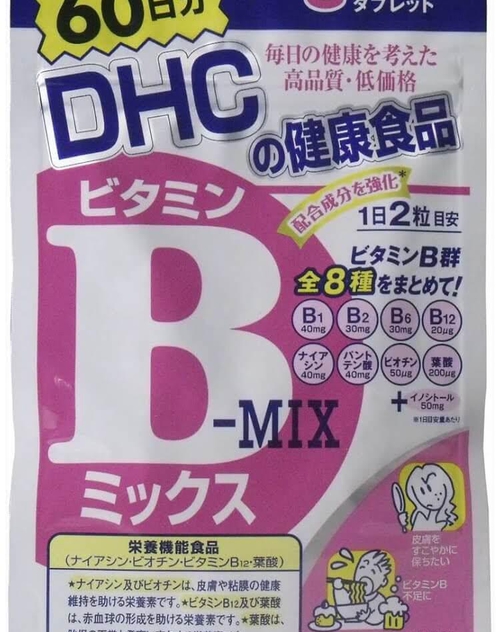 60日分
タブレット
毎日の健康を考えた
高品質・低価格
DHC
の健康食品
ビタミン
配合成分を強化*
1日2粒目安
ビタミンB群
全8種をまとめて!
B1
40mg
B2
30mg
B6
30mg
B12
20μg
ナイア
シン
40mg
パント
テン酸
40mg
ビオチン
50μg
葉酸
200μg
+イノシトール
50mg
※1日目安量あたり
B
-MIX
ミックス
皮膚を
すこやかに
保ちたい
ビタミンB
不足に
栄養機能食品
(ナイアシン・ビオチン・ビタミンB12・葉酸)
★ナイアシン及びビオチンは、皮膚や粘膜の健康
維持を助ける栄養素です。★ビタミンB12及び葉酸
は、赤血球の形成を助ける栄養素です。★葉酸は、